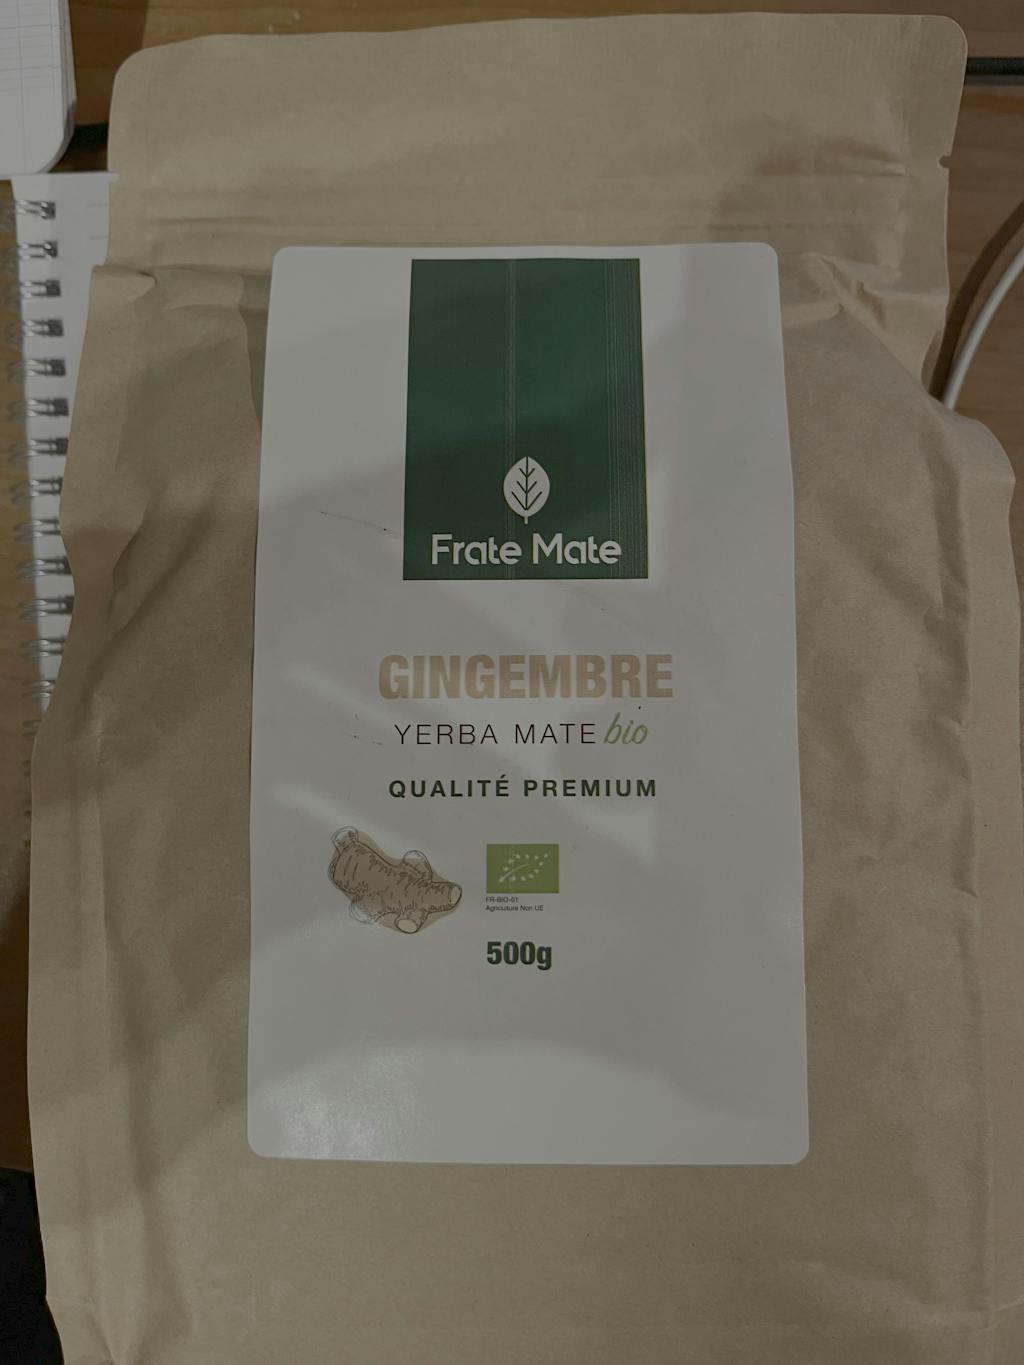 Frate Mate
GINGEMBRE
YERBA MATE bio
QUALITÉ PREMIUM
FR-BIO-01
Agriculture Non UE
500g